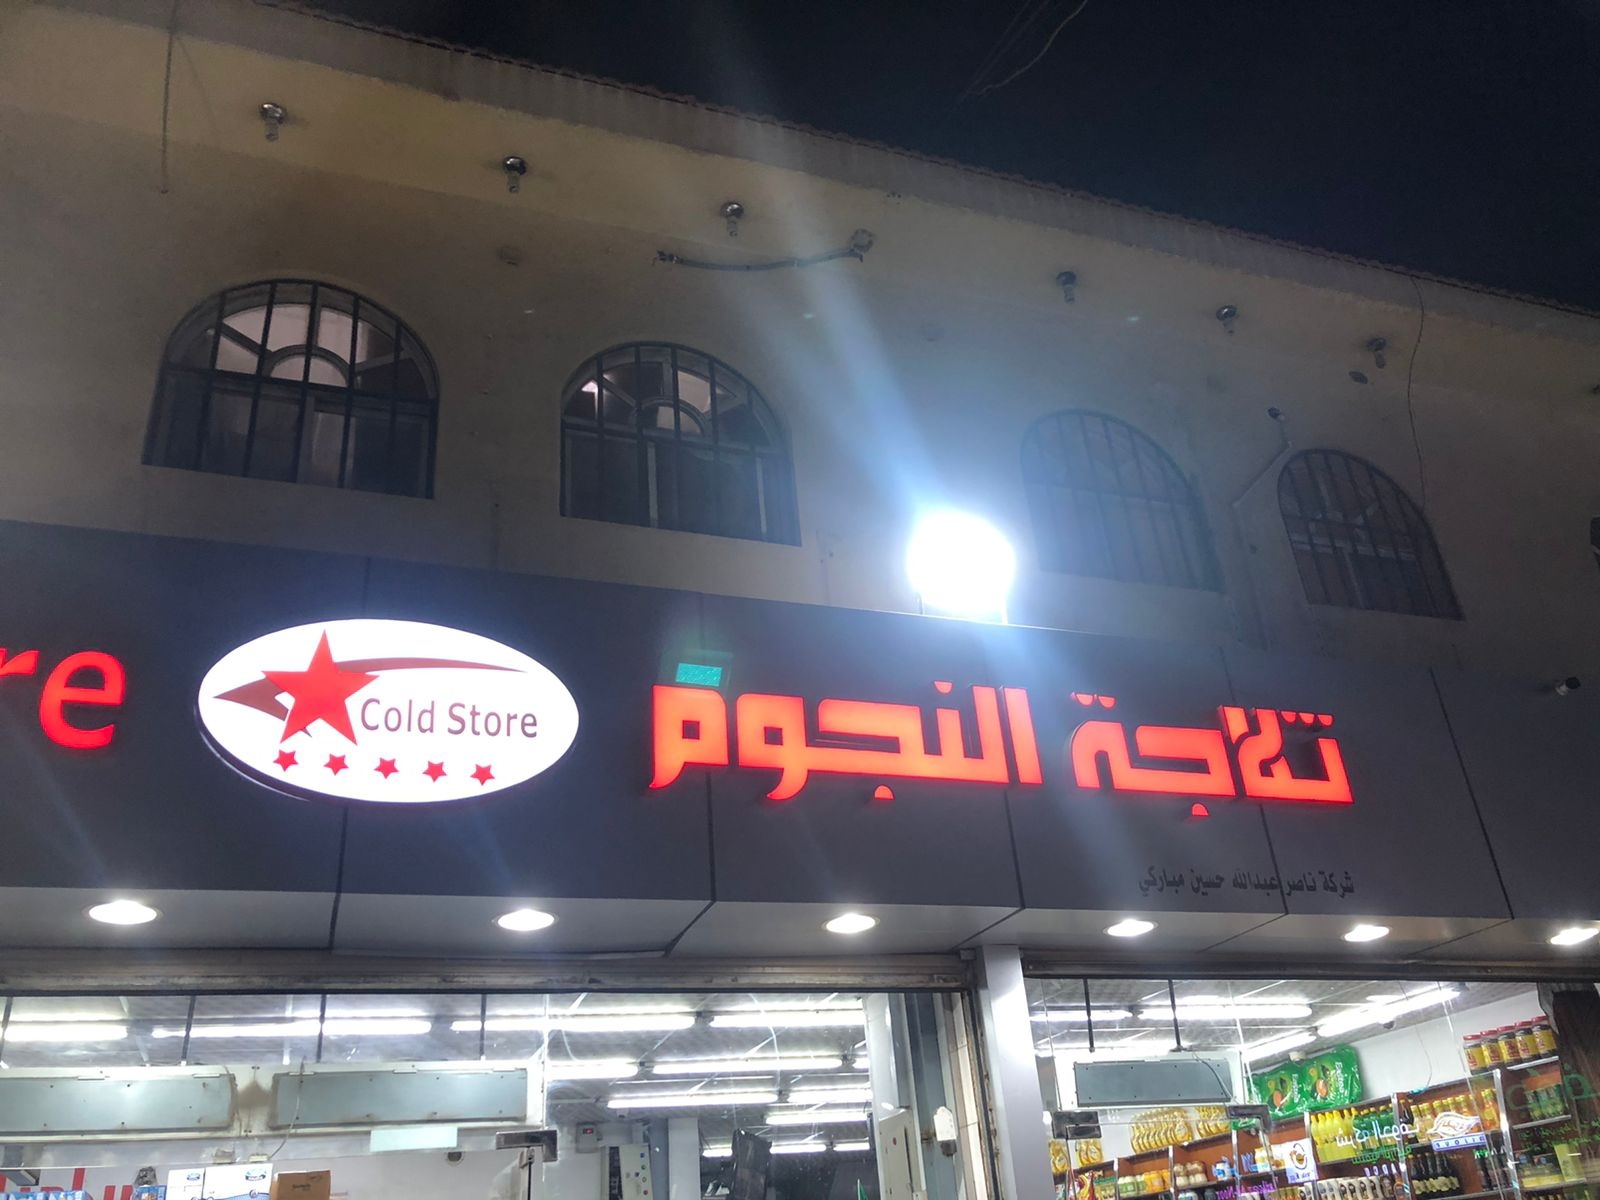 re
Cold Store
ثلاجة النجوم
شركة ناصر عبدالله حسين مباركي